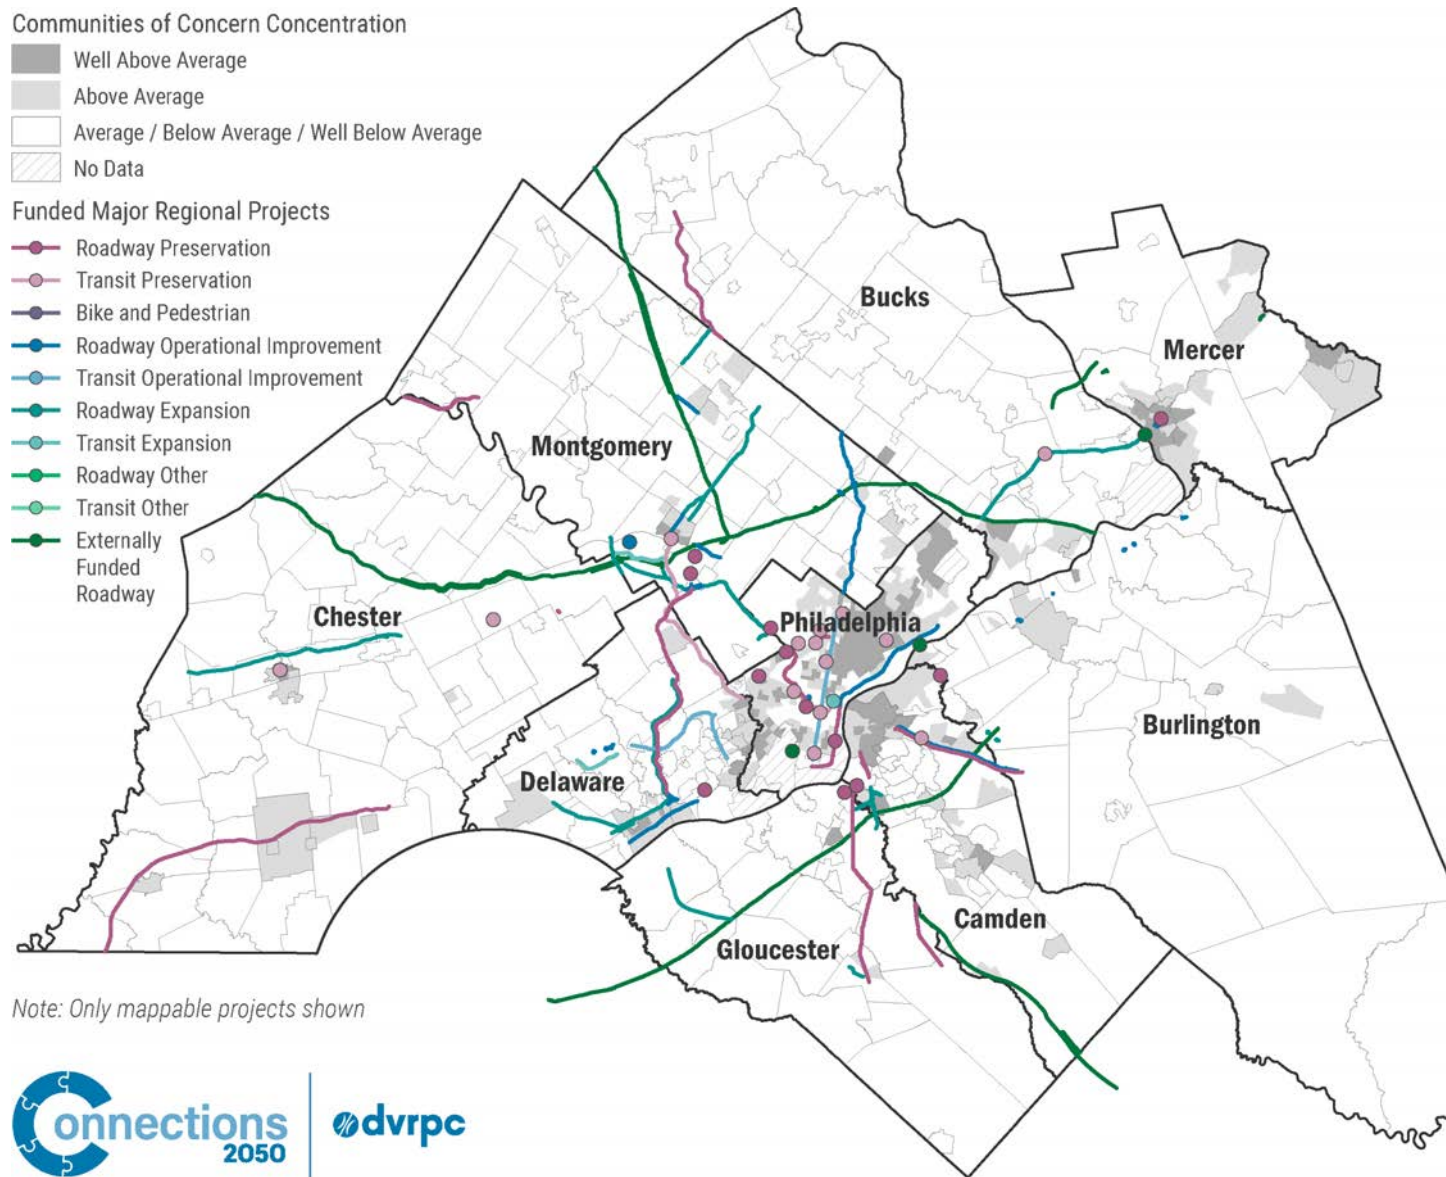 Communities of Concern Concentration
Well Above Average
Above Average
Average / Below Average / Well Below Average
No Data
Funded Major Regional Projects
Roadway Preservation
Transit Preservation
Bike and Pedestrian
Roadway Operational Improvement
Transit Operational Improvement
Roadway Expansion
Transit Expansion
Roadway Other
Transit Other
Externally
Funded
Roadway
Bucks
Mercer
Montgomery
Chester
Philadelphia
Burlington
Delaware
Camden
Gloucester
Note: Only mappable projects shown
Connections
2050
dvrpc